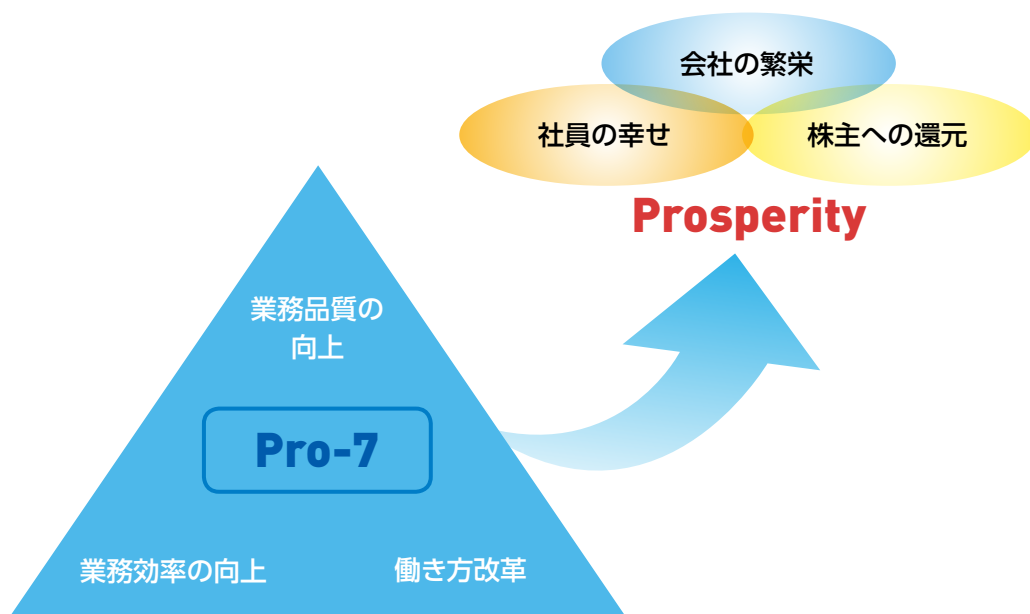 会社の繁栄
社員の幸せ
株主への還元
Prosperity
業務品質の
向上
Pro-7
業務効率の向上
働き方改革